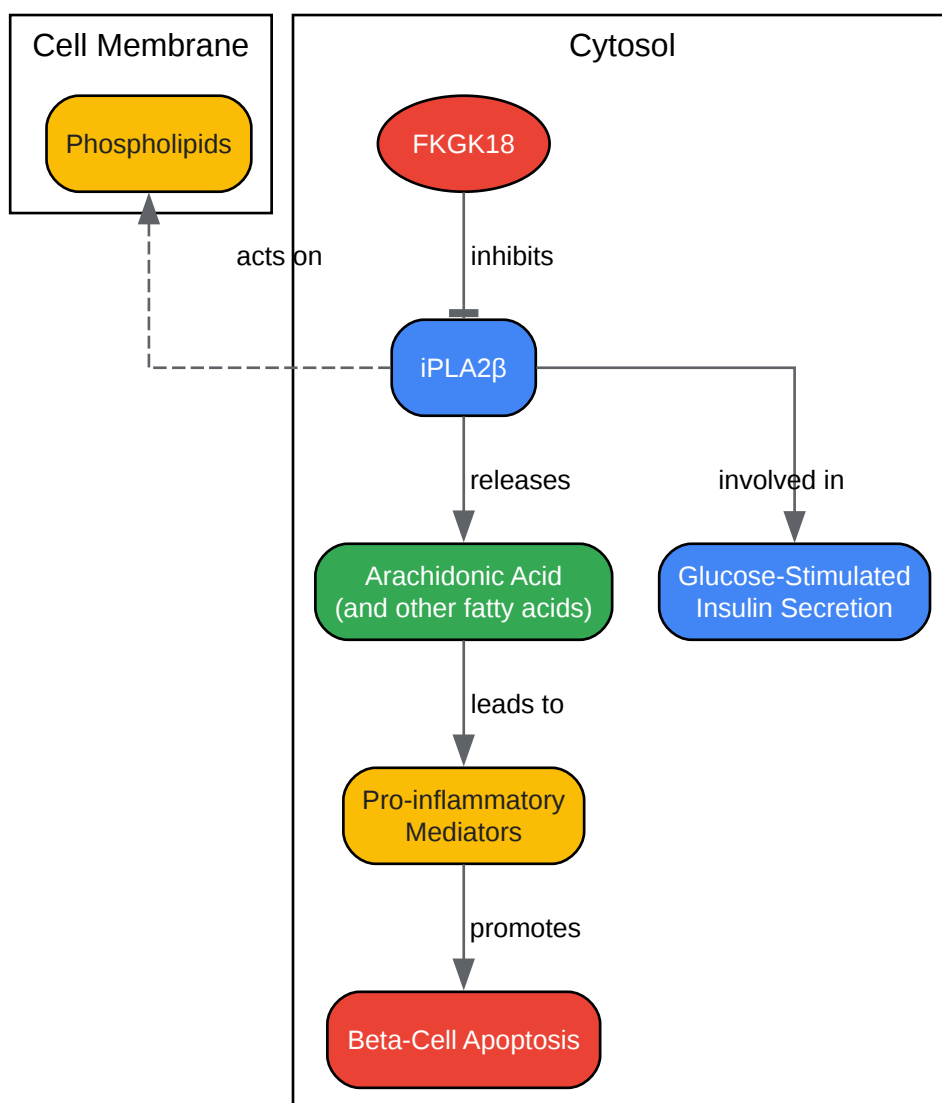 Cell Membrane
Cytosol
Phospholipids
FKGK18
acts on
inhibits
iPLA2β
releases
involved in
Arachidonic Acid
(and other fatty acids)
Glucose-Stimulated
Insulin Secretion
leads to
Pro-inflammatory
Mediators
promotes
Beta-Cell Apoptosis